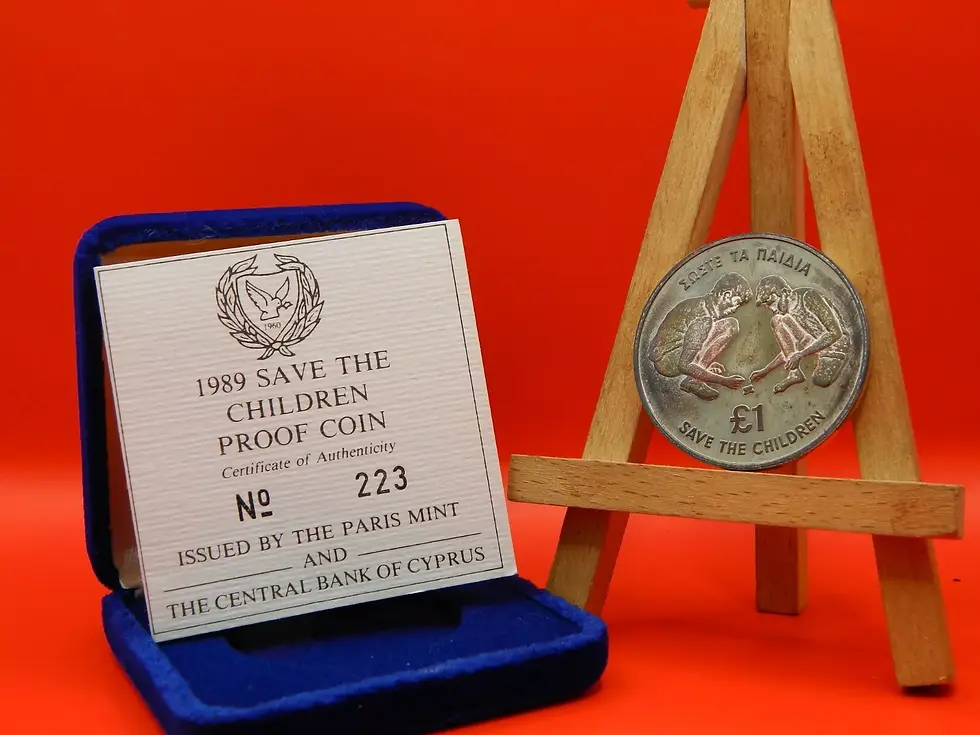 1960
1989 SAVE THE
CHILDREN
PROOF COIN
Certificate of Authenticity
Nº 223
ISSUED BY THE PARIS MINT
AND
THE CENTRAL BANK OF CYPRUS
ΣΩΣΤΕ ΤΑ ΠΑΙΔΙΑ
£1
SAVE THE CHILDREN